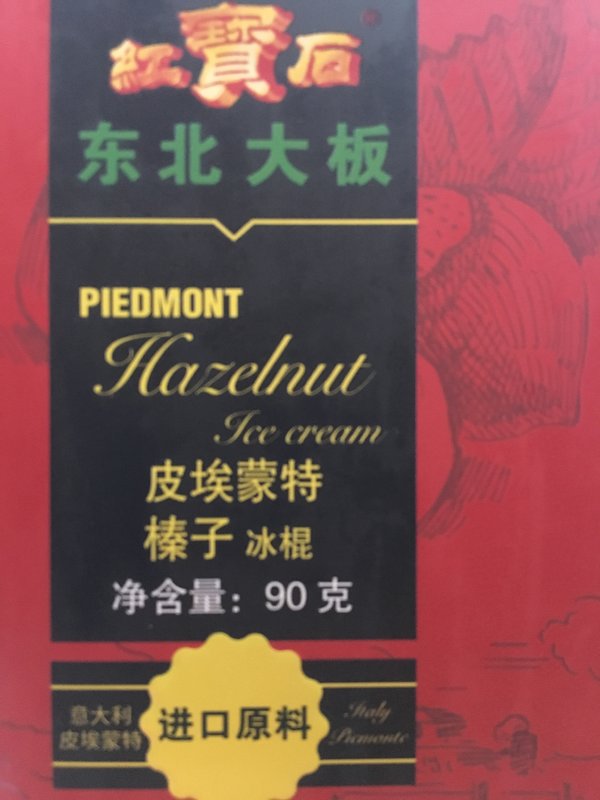 紅寶石
东北大板
PIEDMONT
Hazelnut
Ice cream
皮埃蒙特
榛子 冰棍
净含量：90 克
意大利
皮埃蒙特
进口原料
Italy
Piemonte